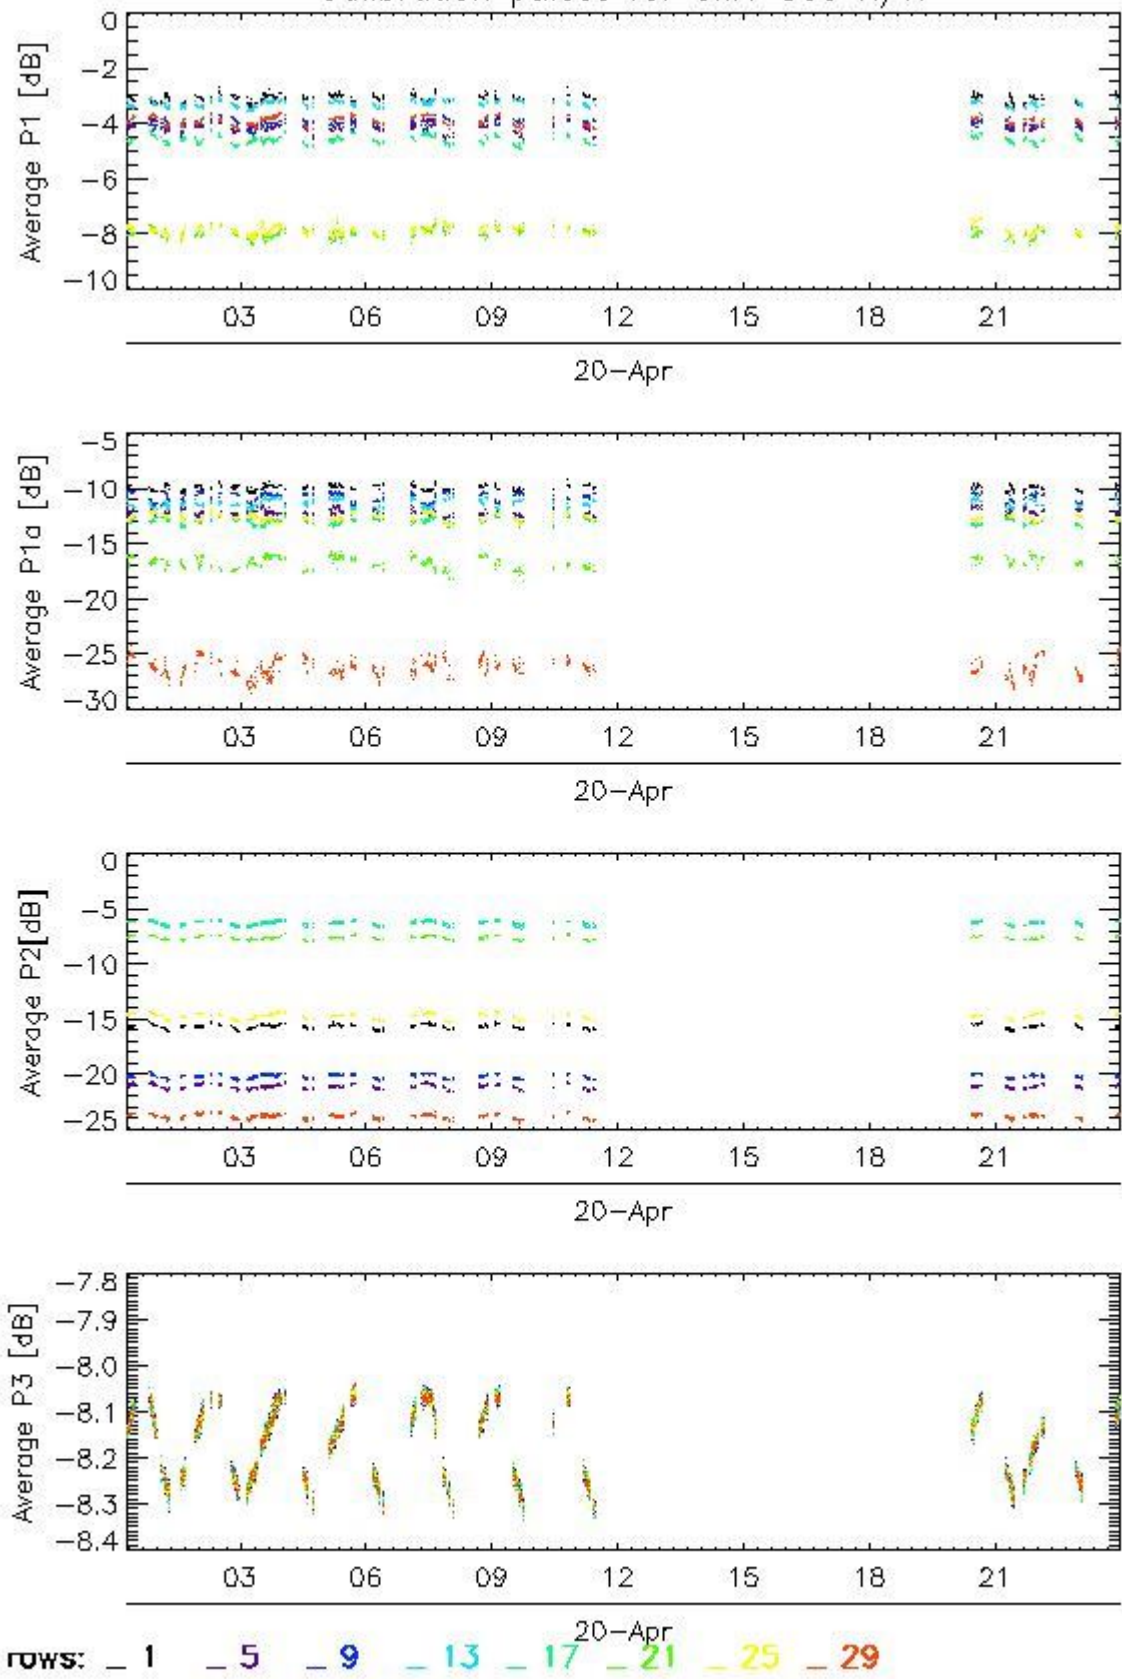 0
-2
-4
-6
-8
-10
Average P1 [dB]
03 06 09 12 15 18 21
20-Apr
-5
-10
-15
-20
-25
-30
Average P1a [dB]
03 06 09 12 15 18 21
20-Apr
0
-5
-10
-15
-20
-25
Average P2[dB]
03 06 09 12 15 18 21
20-Apr
-7.8
-7.9
-8.0
-8.1
-8.2
-8.3
-8.4
Average P3 [dB]
03 06 09 12 15 18 21
20-Apr
rows: _ 1 _ 5 _ 9 _ 13 _ 17 _ 21 _ 25 _ 29